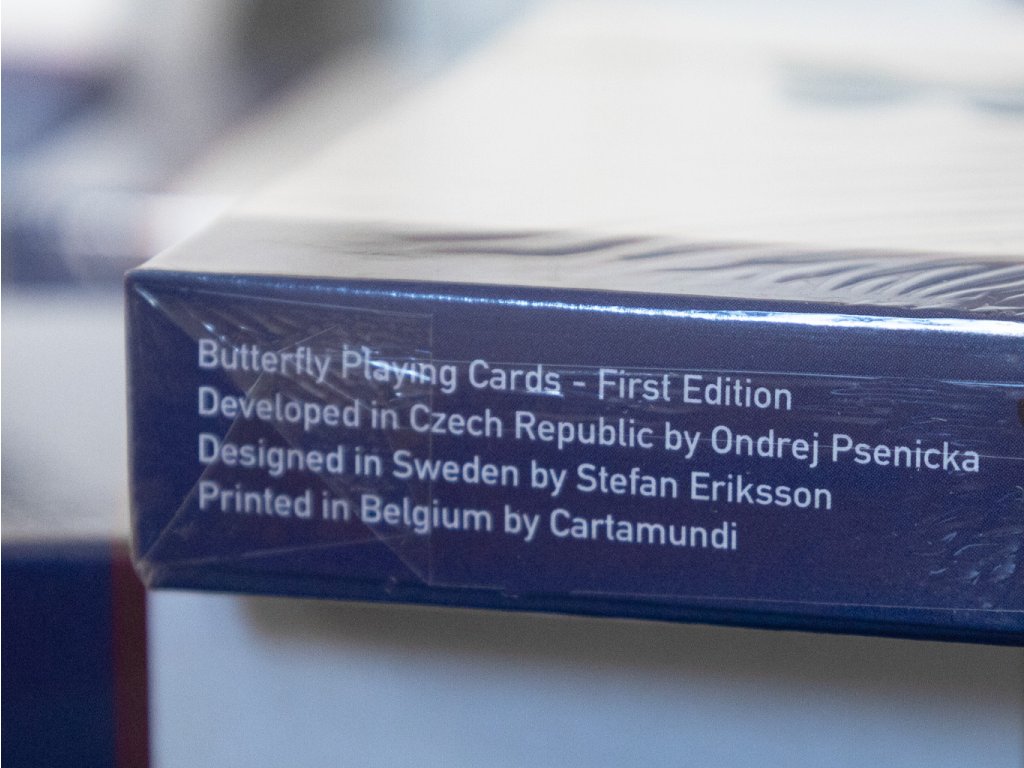 Butterfly Playing Cards - First Edition
Developed in Czech Republic by Ondrej Psenicka
Designed in Sweden by Stefan Eriksson
Printed in Belgium by Cartamundi